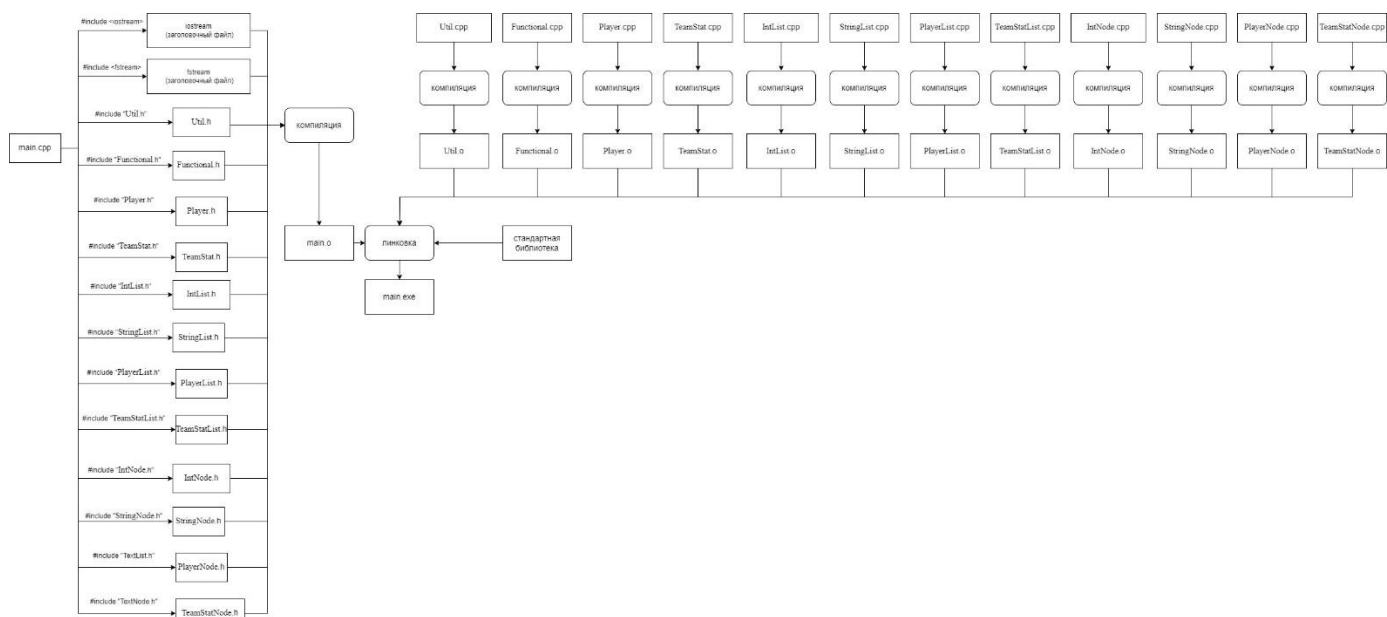 main.cpp
#include <iostream>
iostream
(заголовочный файл)
#include <fstream>
fstream
(заголовочный файл)
#include "Util.h"
Util.h
#include "Functional.h"
Functional.h
#include "Player.h"
Player.h
#include "TeamStat.h"
TeamStat.h
#include "IntList.h"
IntList.h
#include "StringList.h"
StringList.h
#include "PlayerList.h"
PlayerList.h
#include "TeamStatList.h"
TeamStatList.h
#include "IntNode.h"
IntNode.h
#include "StringNode.h"
StringNode.h
#include "TextList.h"
PlayerNode.h
#include "TextNode.h"
TeamStatNode.h
компиляция
main.o
линковка
стандартная
библиотека
main.exe
Util.cpp
компиляция
Util.o
Functional.cpp
компиляция
Functional.o
Player.cpp
компиляция
Player.o
TeamStat.cpp
компиляция
TeamStat.o
IntList.cpp
компиляция
IntList.o
StringList.cpp
компиляция
StringList.o
PlayerList.cpp
компиляция
PlayerList.o
TeamStatList.cpp
компиляция
TeamStatList.o
IntNode.cpp
компиляция
IntNode.o
StringNode.cpp
компиляция
StringNode.o
PlayerNode.cpp
компиляция
PlayerNode.o
TeamStatNode.cpp
компиляция
TeamStatNode.o